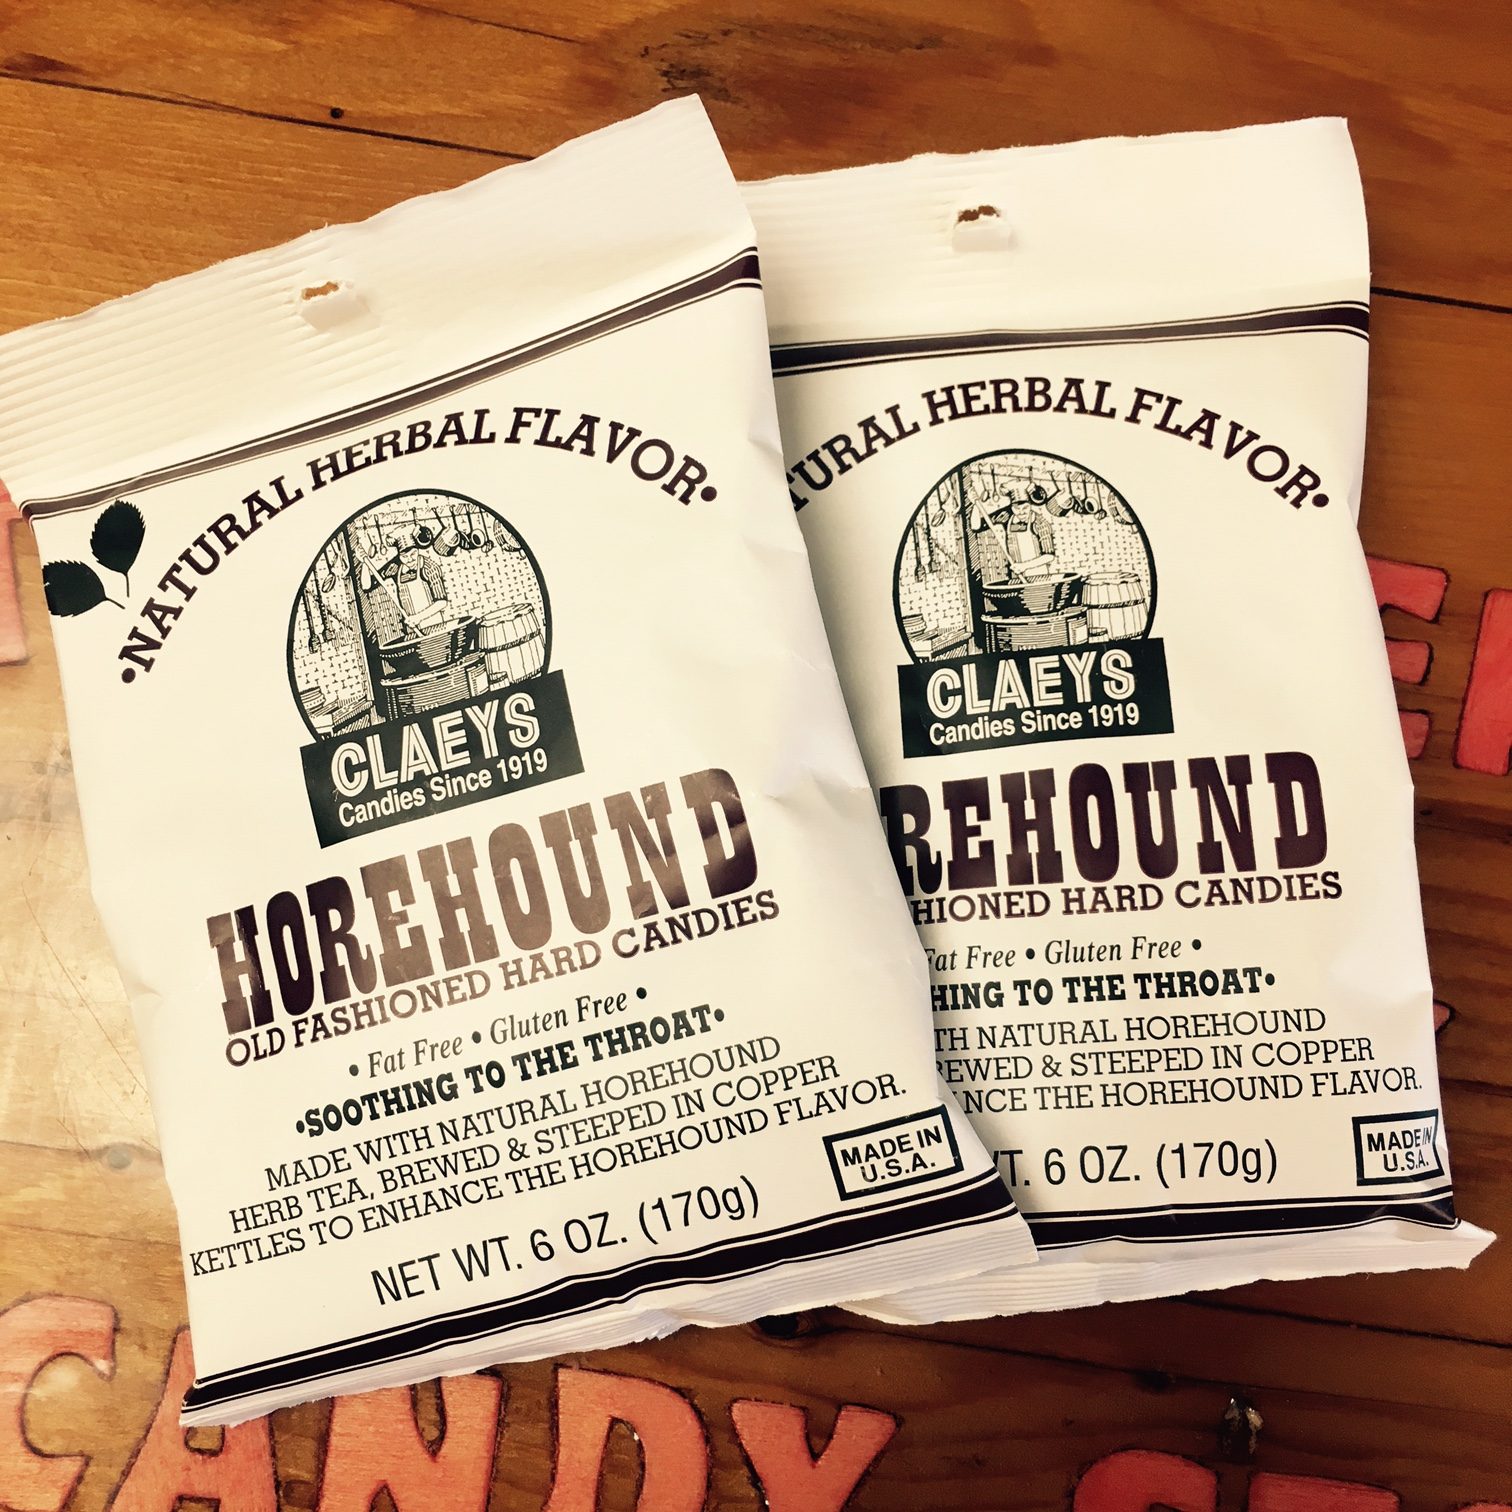 •NATURAL HERBAL FLAVOR•
CLAEYS
Candies Since 1919
HOREHOUND
OLD FASHIONED HARD CANDIES
• Fat Free • Gluten Free •
•SOOTHING TO THE THROAT•
MADE WITH NATURAL HOREHOUND
HERB TEA, BREWED & STEEPED IN COPPER
KETTLES TO ENHANCE THE HOREHOUND FLAVOR.
MADE IN
U.S.A.
NET WT. 6 OZ. (170g)
TURAL HERBAL FLAVOR•
CLAEYS
Candies Since 1919
REHOUND
HIONED HARD CANDIES
Fat Free • Gluten Free •
HING TO THE THROAT•
TH NATURAL HOREHOUND
EWED & STEEPED IN COPPER
NCE THE HOREHOUND FLAVOR.
T. 6 OZ. (170g)
MADE IN
U.S.A.
CANDY